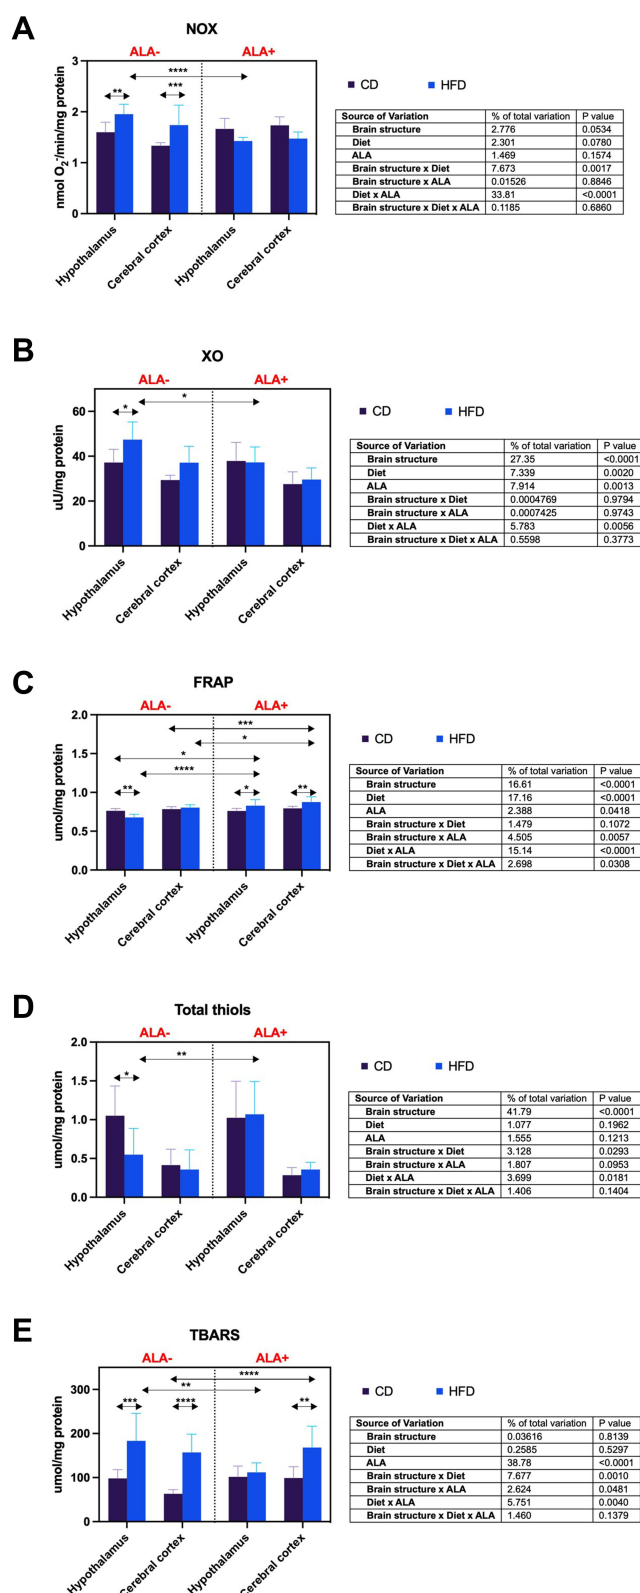 A
NOX
ALA- ALA+
****
** ***
3
2
1
0
nmol O2-/min/mg protein
Hypothalamus
Cerebral cortex
Hypothalamus
Cerebral cortex
CD HFD
Source of Variation % of total variation P value
Brain structure 2.776 0.0534
Diet 2.301 0.0780
ALA 1.469 0.1574
Brain structure x Diet 7.673 0.0017
Brain structure x ALA 0.01526 0.8846
Diet x ALA 33.81 <0.0001
Brain structure x Diet x ALA 0.1185 0.6860
B
XO
ALA- ALA+
*
*
60
40
20
0
uU/mg protein
Hypothalamus
Cerebral cortex
Hypothalamus
Cerebral cortex
CD HFD
Source of Variation % of total variation P value
Brain structure 27.35 <0.0001
Diet 7.339 0.0020
ALA 7.914 0.0013
Brain structure x Diet 0.0004769 0.9794
Brain structure x ALA 0.0007425 0.9743
Diet x ALA 5.783 0.0056
Brain structure x Diet x ALA 0.5598 0.3773
C
FRAP
ALA- ALA+
***
*
*
****
** * **
2.0
1.5
1.0
0.5
0.0
umol/mg protein
Hypothalamus
Cerebral cortex
Hypothalamus
Cerebral cortex
CD HFD
Source of Variation % of total variation P value
Brain structure 16.61 <0.0001
Diet 17.16 <0.0001
ALA 2.388 0.0418
Brain structure x Diet 1.479 0.1072
Brain structure x ALA 4.505 0.0057
Diet x ALA 15.14 <0.0001
Brain structure x Diet x ALA 2.698 0.0308
D
Total thiols
ALA- ALA+
**
*
2.0
1.5
1.0
0.5
0.0
umol/mg protein
Hypothalamus
Cerebral cortex
Hypothalamus
Cerebral cortex
CD HFD
Source of Variation % of total variation P value
Brain structure 41.79 <0.0001
Diet 1.077 0.1962
ALA 1.555 0.1213
Brain structure x Diet 3.128 0.0293
Brain structure x ALA 1.807 0.0953
Diet x ALA 3.699 0.0181
Brain structure x Diet x ALA 1.406 0.1404
E
TBARS
ALA- ALA+
****
**
*** **** **
300
200
100
0
umol/mg protein
Hypothalamus
Cerebral cortex
Hypothalamus
Cerebral cortex
CD HFD
Source of Variation % of total variation P value
Brain structure 0.03616 0.8139
Diet 0.2585 0.5297
ALA 38.78 <0.0001
Brain structure x Diet 7.677 0.0010
Brain structure x ALA 2.624 0.0481
Diet x ALA 5.751 0.0040
Brain structure x Diet x ALA 1.460 0.1379